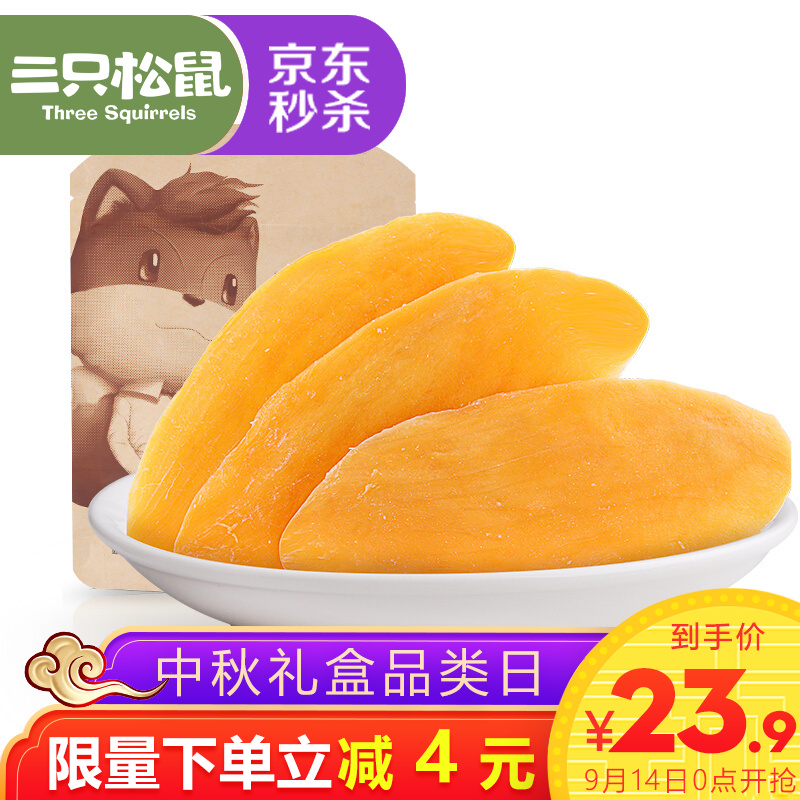 三只松鼠
Three Squirrels
京东
秒杀
中秋礼盒品类日
限量下单立减4元
到手价
¥23.9
9月14日0点开抢